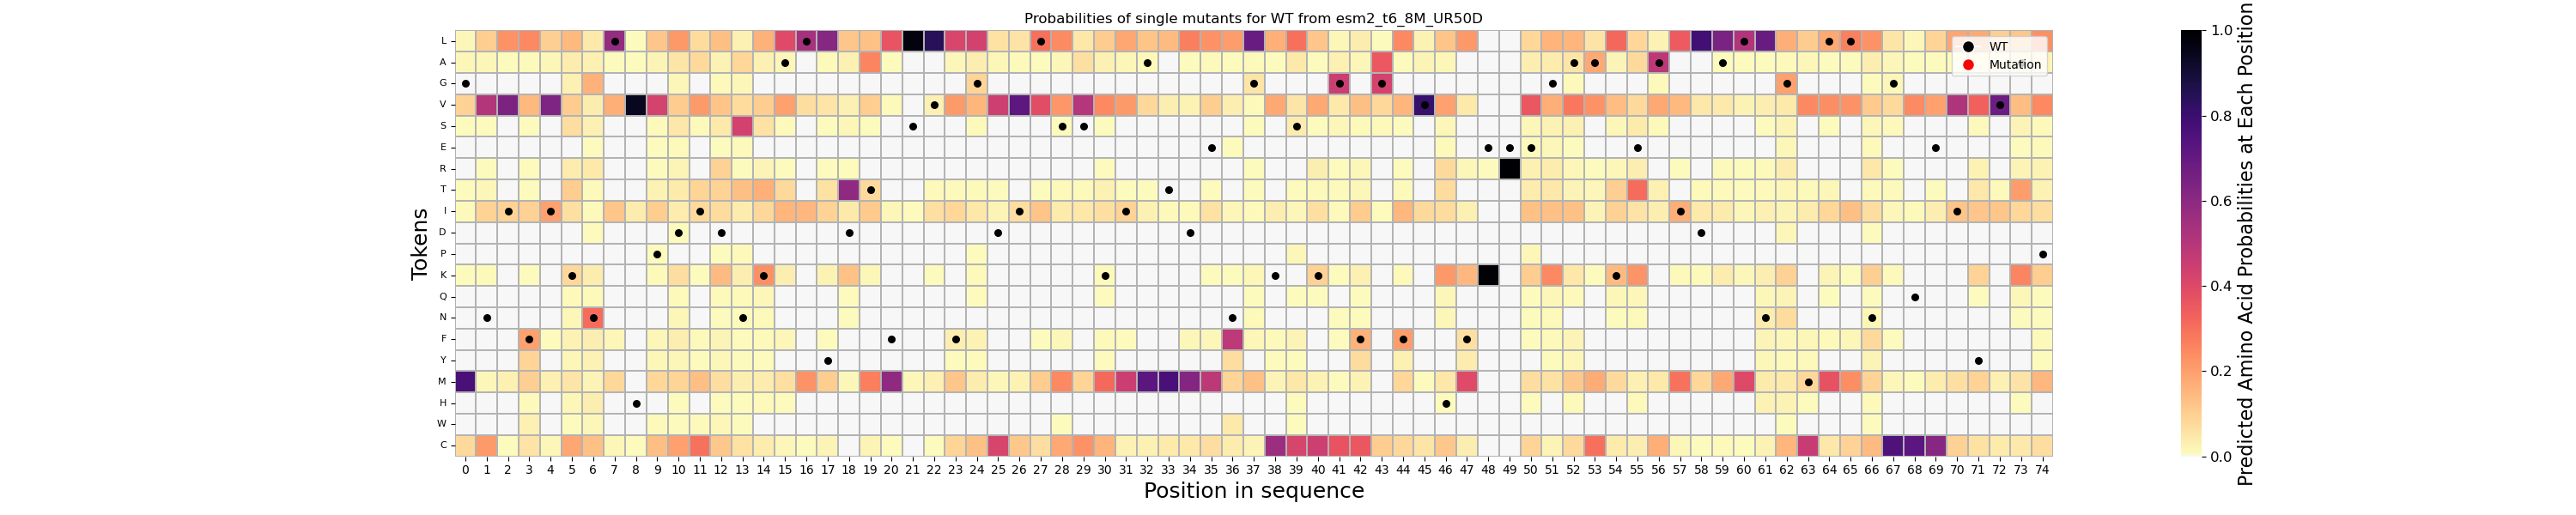 Probabilities of single mutants for WT from esm2_t6_8M_UR50D
L
A
G
V
S
E
R
T
I
D
P
K
Q
N
F
Y
M
H
W
C
Tokens
WT
Mutation
0 1 2 3 4 5 6 7 8 9 10 11 12 13 14 15 16 17 18 19 20 21 22 23 24 25 26 27 28 29 30 31 32 33 34 35 36 37 38 39 40 41 42 43 44 45 46 47 48 49 50 51 52 53 54 55 56 57 58 59 60 61 62 63 64 65 66 67 68 69 70 71 72 73 74
Position in sequence
1.0
0.8
0.6
0.4
0.2
0.0
Predicted Amino Acid Probabilities at Each Position